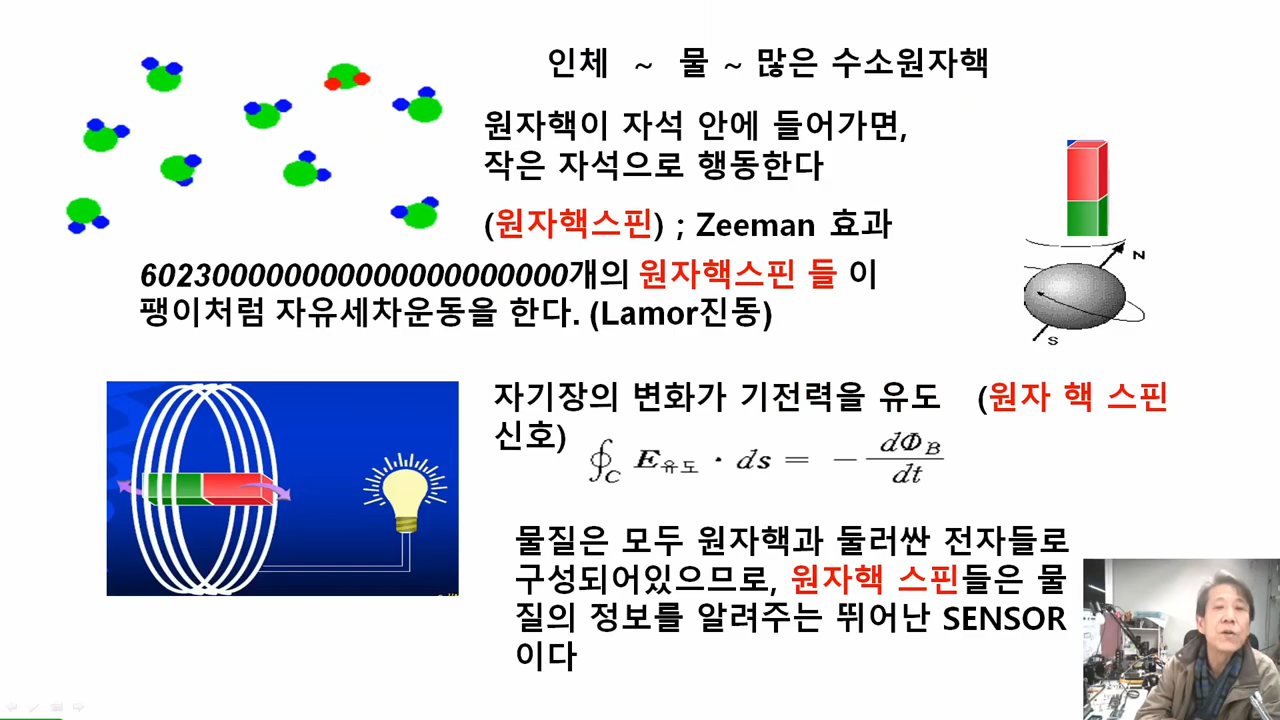 인체 ~ 물 ~ 많은 수소원자핵
원자핵이 자석 안에 들어가면,
작은 자석으로 행동한다
(원자핵스핀) ; Zeeman 효과
602300000000000000000000개의 원자핵스핀 들 이
팽이처럼 자유세차운동을 한다. (Lamor진동)
N
S
자기장의 변화가 기전력을 유도 (원자 핵 스핀
신호)
∮_C E유도 · ds = − dΦ_B/dt
물질은 모두 원자핵과 둘러싼 전자들로
구성되어있으므로, 원자핵 스핀들은 물
질의 정보를 알려주는 뛰어난 SENSOR
이다